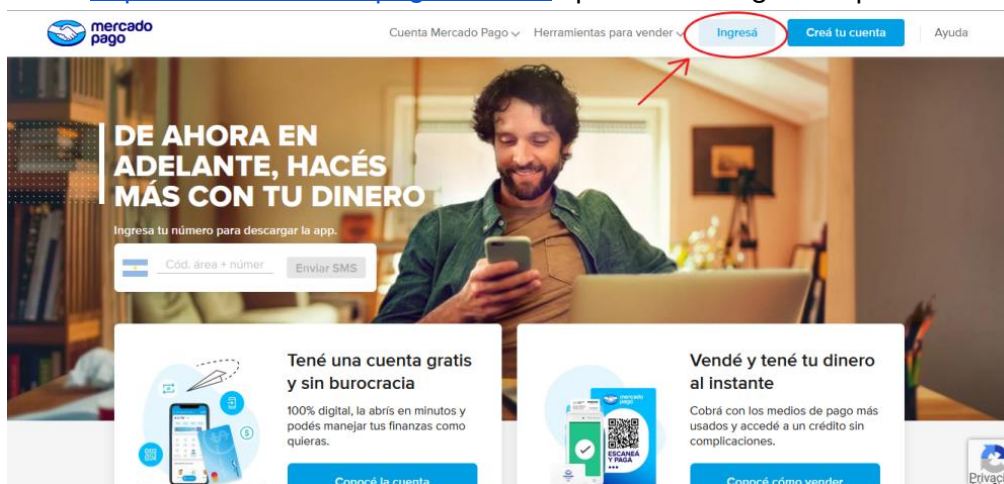 mercado
pago
Cuenta Mercado Pago
Herramientas para vender
Ingresá
Creá tu cuenta
Ayuda
DE AHORA EN
ADELANTE, HACÉS
MÁS CON TU DINERO
Ingresa tu número para descargar la app.
Cód. área + númer
Enviar SMS
Tené una cuenta gratis
y sin burocracia
100% digital, la abrís en minutos y
podés manejar tus finanzas como
quieras.
Conocé la cuenta
Vendé y tené tu dinero
al instante
Cobrá con los medios de pago más
usados y accedé a un crédito sin
complicaciones.
Conocé cómo vender
mercado
pago
ESCANEÁ
Y PAGÁ